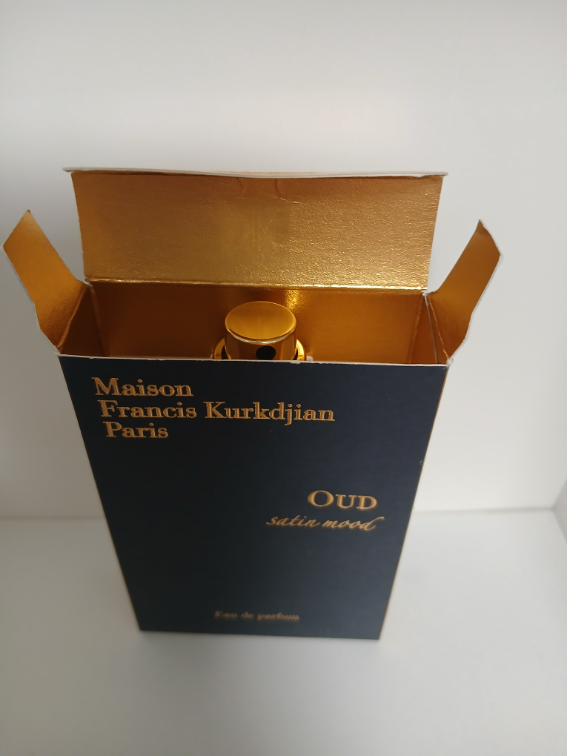 Maison
Francis Kurkdjian
Paris
OUD
satin mood
Eau de parfum